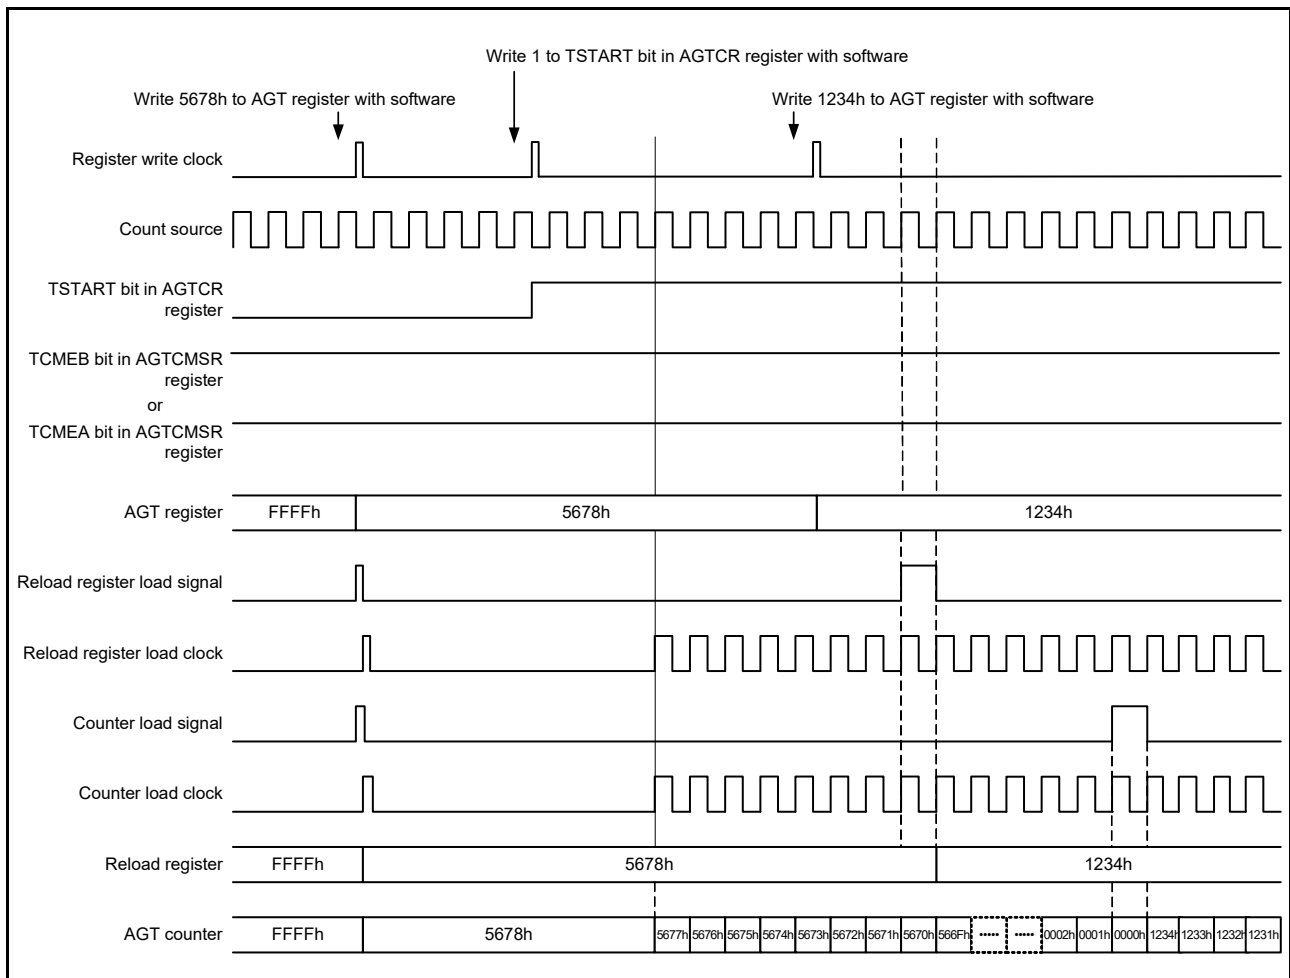 Write 1 to TSTART bit in AGTCR register with software
Write 5678h to AGT register with software
Write 1234h to AGT register with software
Register write clock
Count source
TSTART bit in AGTCR
register
TCMEB bit in AGTCMSR
register
or
TCMEA bit in AGTCMSR
register
AGT register FFFFh 5678h 1234h
Reload register load signal
Reload register load clock
Counter load signal
Counter load clock
Reload register FFFFh 5678h 1234h
AGT counter FFFFh 5678h 5677h 5676h 5675h 5674h 5673h 5672h 5671h 5670h 566Fh ----- ----- 0002h 0001h 0000h 1234h 1233h 1232h 1231h